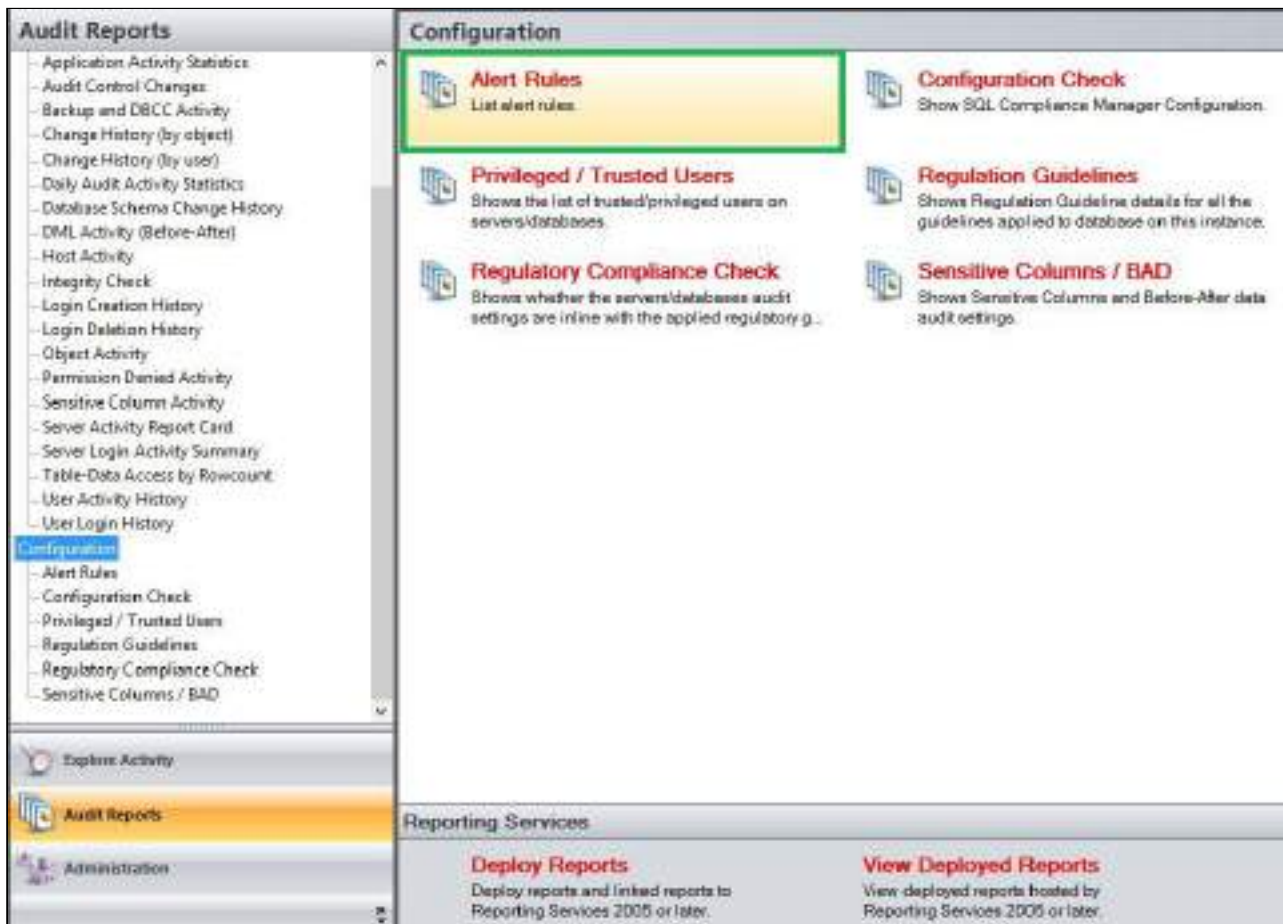 Audit Reports
Application Activity Statistics
Audit Control Changes
Backup and DBCC Activity
Change History (by object)
Change History (by user)
Daily Audit Activity Statistics
Database Schema Change History
DML Activity (Before-After)
Host Activity
Integrity Check
Login Creation History
Login Deletion History
Object Activity
Permission Denied Activity
Sensitive Column Activity
Server Activity Report Card
Server Login Activity Summary
Table-Data Access by Rowcount
User Activity History
User Login History
Configuration
Alert Rules
Configuration Check
Privileged / Trusted Users
Regulation Guidelines
Regulatory Compliance Check
Sensitive Columns / BAD
Explore Activity
Audit Reports
Administration
Configuration
Alert Rules
List alert rules.
Configuration Check
Show SQL Compliance Manager Configuration.
Privileged / Trusted Users
Shows the list of trusted/privileged users on
servers/databases.
Regulation Guidelines
Shows Regulation Guideline details for all the
guidelines applied to database on this instance.
Regulatory Compliance Check
Shows whether the servers/databases audit
settings are inline with the applied regulatory g...
Sensitive Columns / BAD
Shows Sensitive Columns and Before-After data
audit settings.
Reporting Services
Deploy Reports
Deploy reports and linked reports to
Reporting Services 2005 or later.
View Deployed Reports
View deployed reports hosted by
Reporting Services 2005 or later.